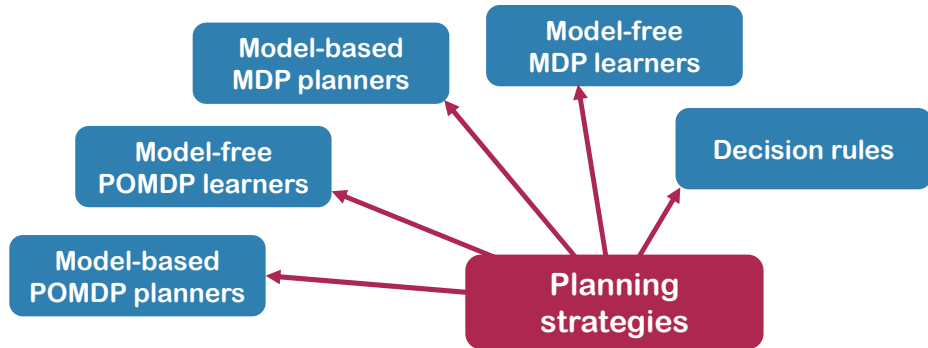 Model-based
MDP planners
Model-free
MDP learners
Decision rules
Model-free
POMDP learners
Model-based
POMDP planners
Planning
strategies